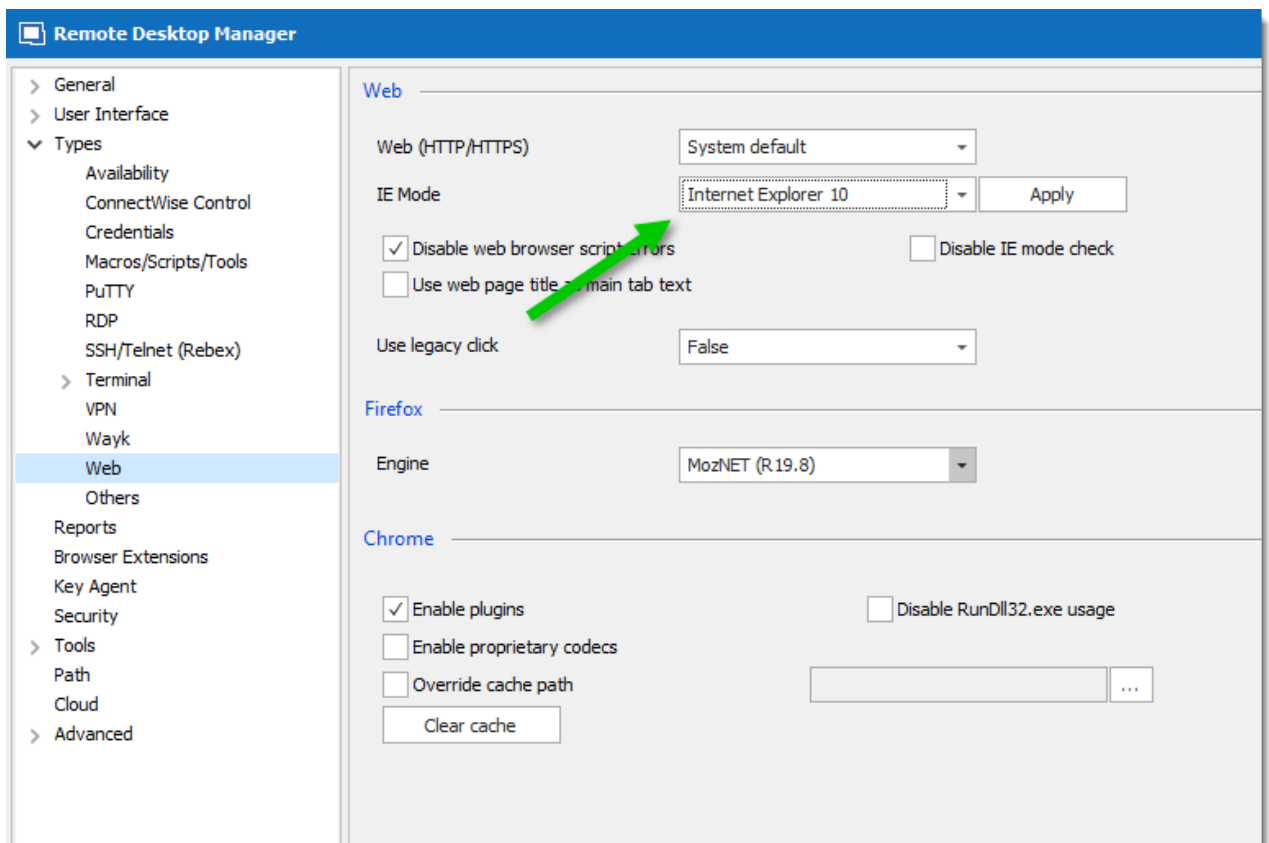 Remote Desktop Manager
General
User Interface
Types
Availability
ConnectWise Control
Credentials
Macros/Scripts/Tools
PuTTY
RDP
SSH/Telnet (Rebex)
Terminal
VPN
Wayk
Web
Others
Reports
Browser Extensions
Key Agent
Security
Tools
Path
Cloud
Advanced
Web
Web (HTTP/HTTPS) System default
IE Mode Internet Explorer 10 Apply
Disable web browser script errors Disable IE mode check
Use web page title as main tab text
Use legacy click False
Firefox
Engine MozNET (R19.8)
Chrome
Enable plugins Disable RunDll32.exe usage
Enable proprietary codecs
Override cache path ...
Clear cache